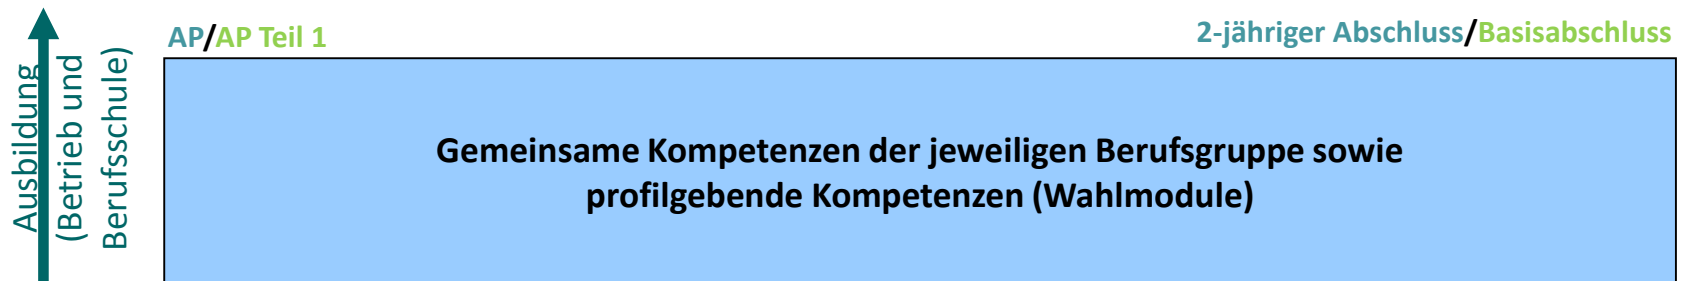 Ausbildung
(Betrieb und
Berufsschule)
AP/AP Teil 1
2-jähriger Abschluss/Basisabschluss
Gemeinsame Kompetenzen der jeweiligen Berufsgruppe sowie
profilgebende Kompetenzen (Wahlmodule)